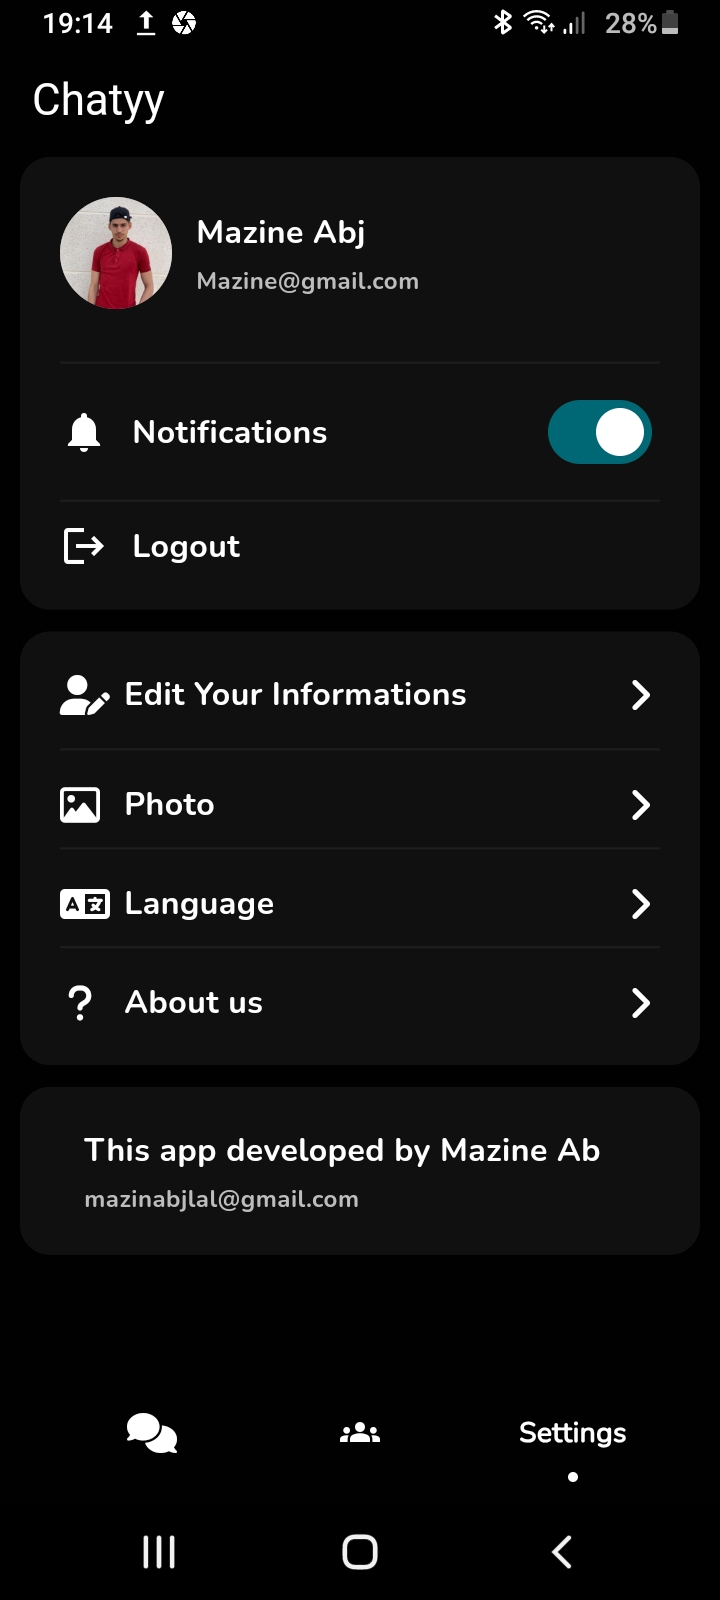 19:14
28%
Chatyy
Mazine Abj
Mazine@gmail.com
Notifications
Logout
Edit Your Informations
Photo
Language
About us
This app developed by Mazine Ab
mazinabjlal@gmail.com
Settings